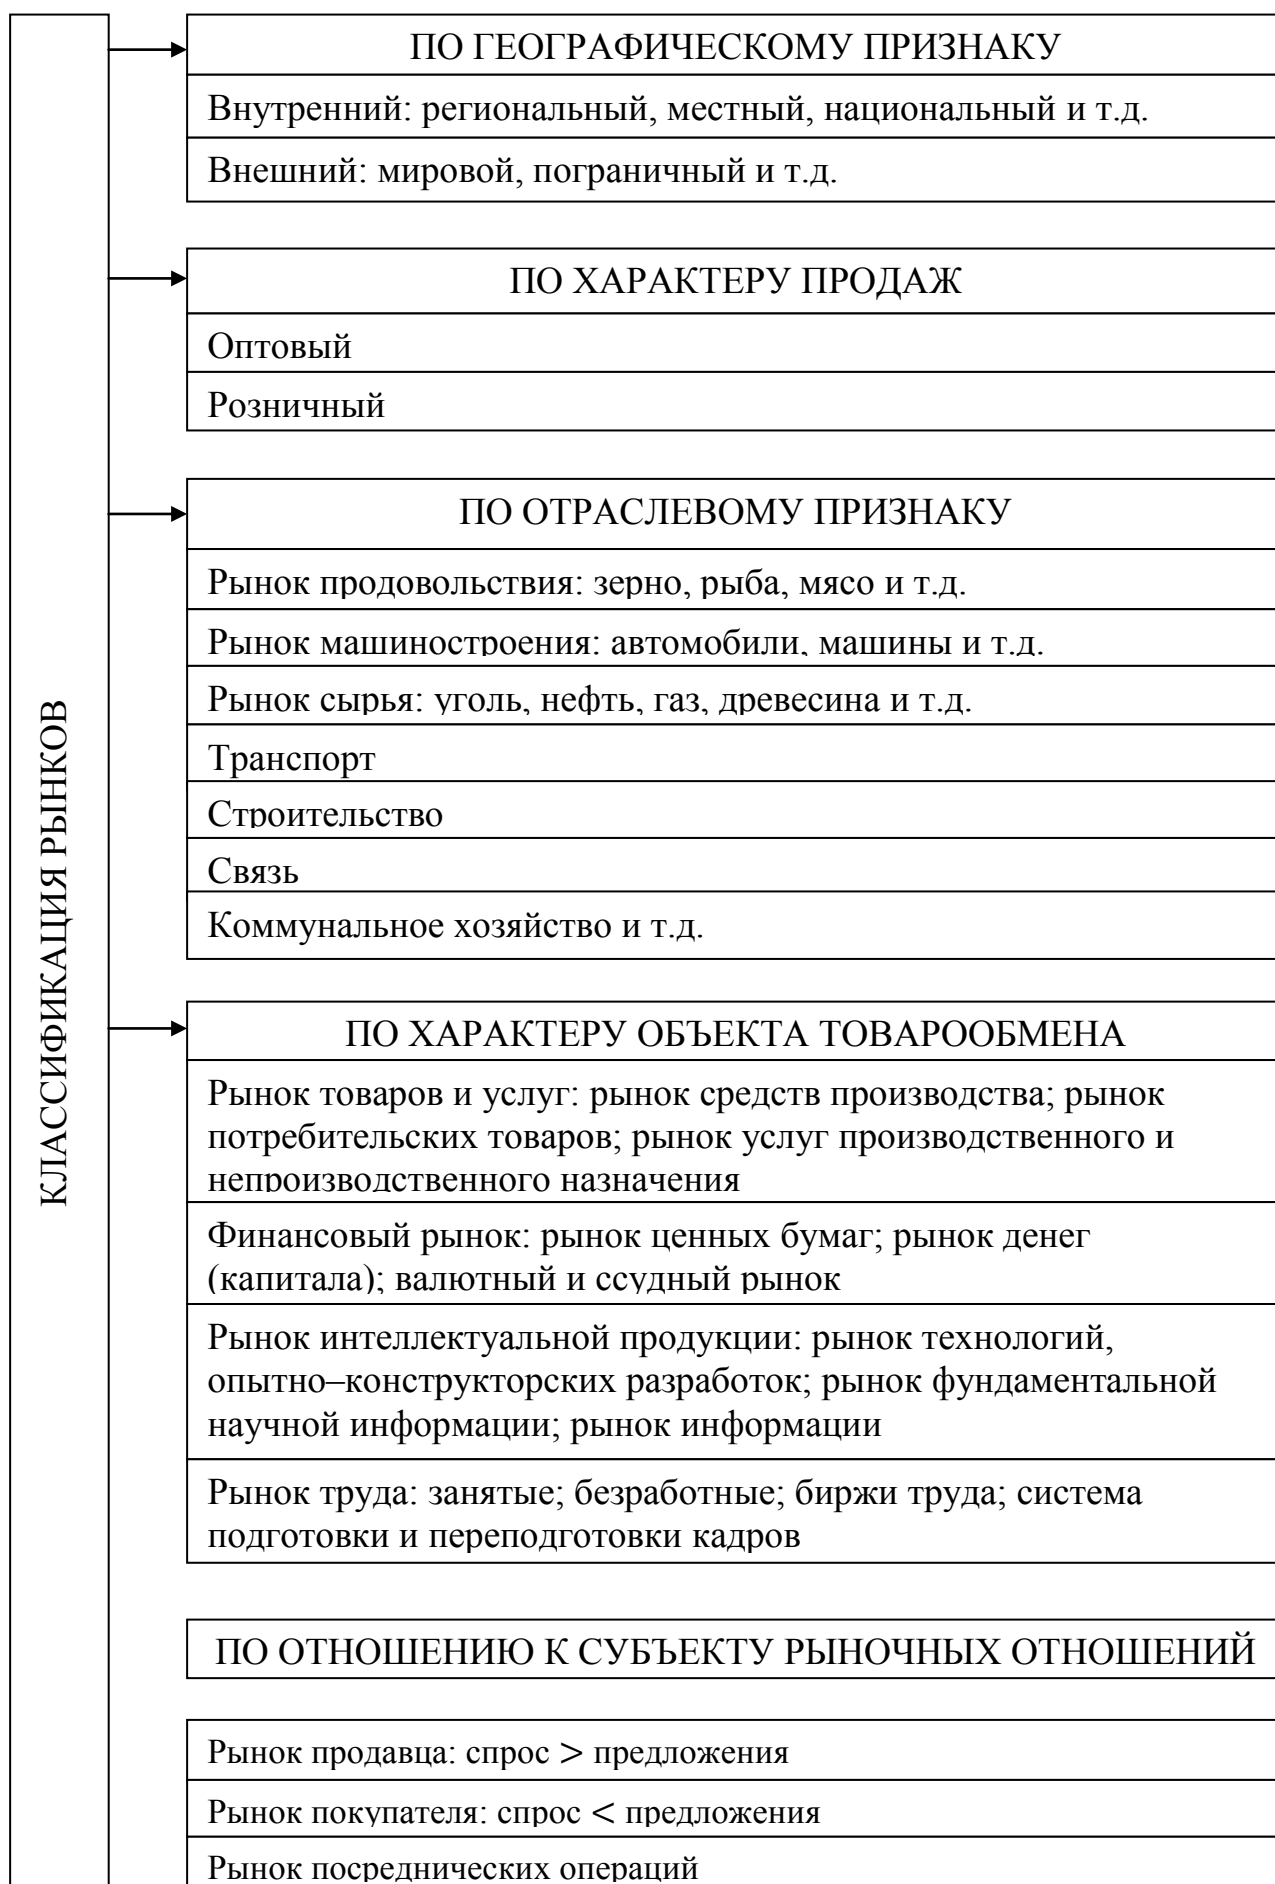 КЛАССИФИКАЦИЯ РЫНКОВ
ПО ГЕОГРАФИЧЕСКОМУ ПРИЗНАКУ
Внутренний: региональный, местный, национальный и т.д.
Внешний: мировой, пограничный и т.д.
ПО ХАРАКТЕРУ ПРОДАЖ
Оптовый
Розничный
ПО ОТРАСЛЕВОМУ ПРИЗНАКУ
Рынок продовольствия: зерно, рыба, мясо и т.д.
Рынок машиностроения: автомобили, машины и т.д.
Рынок сырья: уголь, нефть, газ, древесина и т.д.
Транспорт
Строительство
Связь
Коммунальное хозяйство и т.д.
ПО ХАРАКТЕРУ ОБЪЕКТА ТОВАРООБМЕНА
Рынок товаров и услуг: рынок средств производства; рынок
потребительских товаров; рынок услуг производственного и
непроизводственного назначения
Финансовый рынок: рынок ценных бумаг; рынок денег
(капитала); валютный и ссудный рынок
Рынок интеллектуальной продукции: рынок технологий,
опытно–конструкторских разработок; рынок фундаментальной
научной информации; рынок информации
Рынок труда: занятые; безработные; биржи труда; система
подготовки и переподготовки кадров
ПО ОТНОШЕНИЮ К СУБЪЕКТУ РЫНОЧНЫХ ОТНОШЕНИЙ
Рынок продавца: спрос > предложения
Рынок покупателя: спрос < предложения
Рынок посреднических операций